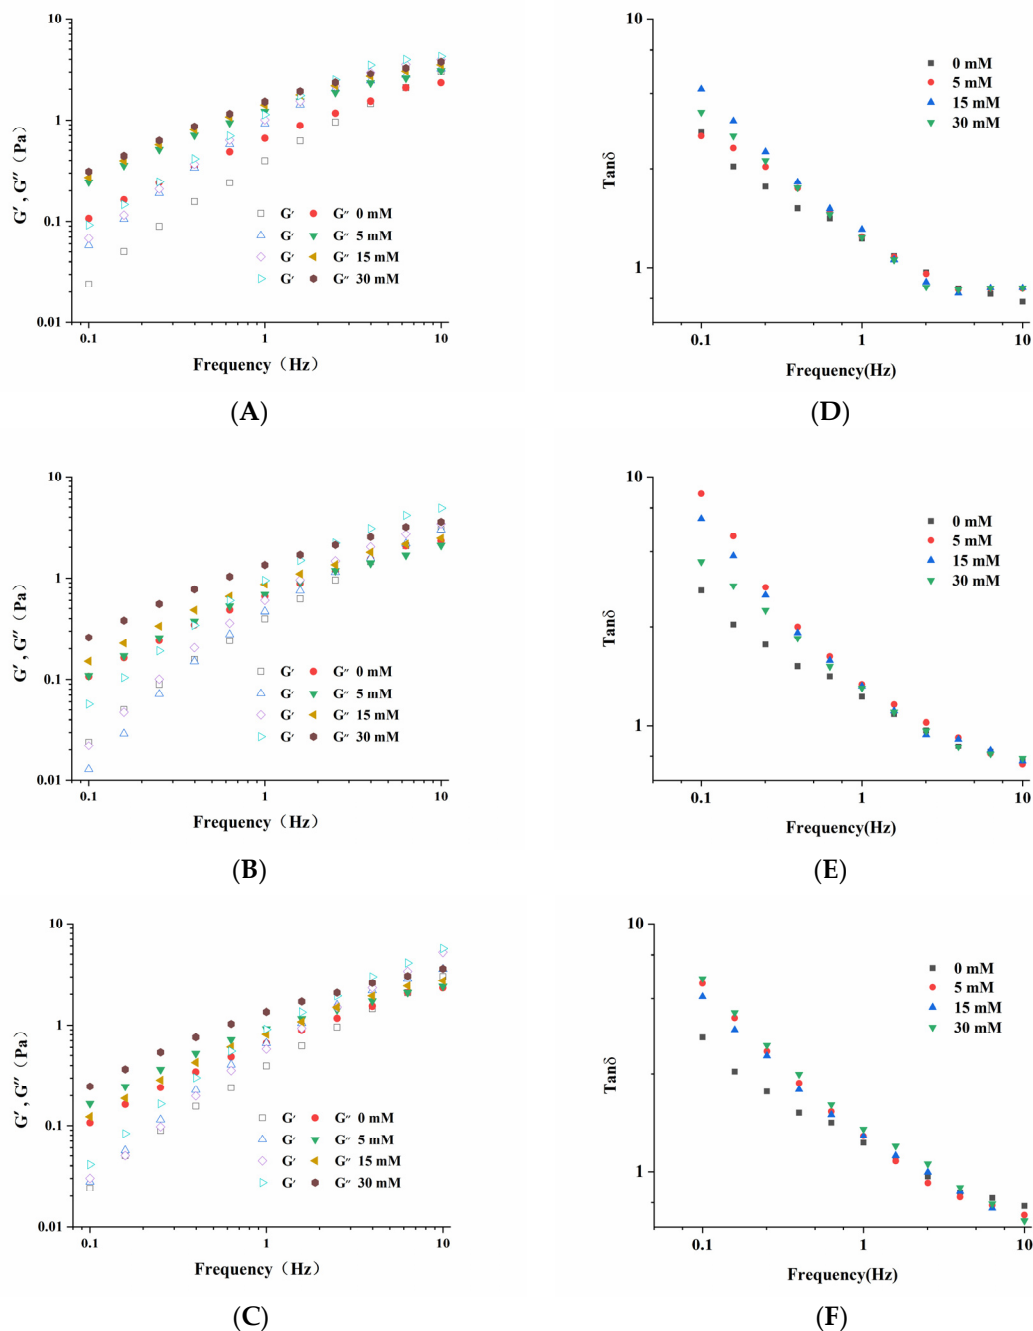 10
1
0.1
0.01
G′ , G″（Pa）
G′ G″ 0 mM
G′ G″ 5 mM
G′ G″ 15 mM
G′ G″ 30 mM
0.1 1 10
Frequency（Hz）
(A)
10
1
Tanδ
0 mM
5 mM
15 mM
30 mM
0.1 1 10
Frequency(Hz)
(D)
10
1
0.1
0.01
G′ , G″（Pa）
G′ G″ 0 mM
G′ G″ 5 mM
G′ G″ 15 mM
G′ G″ 30 mM
0.1 1 10
Frequency（Hz）
(B)
10
1
Tanδ
0 mM
5 mM
15 mM
30 mM
0.1 1 10
Frequency(Hz)
(E)
10
1
0.1
0.01
G′ , G″（Pa）
G′ G″ 0 mM
G′ G″ 5 mM
G′ G″ 15 mM
G′ G″ 30 mM
0.1 1 10
Frequency（Hz）
(C)
10
1
Tanδ
0 mM
5 mM
15 mM
30 mM
0.1 1 10
Frequency(Hz)
(F)